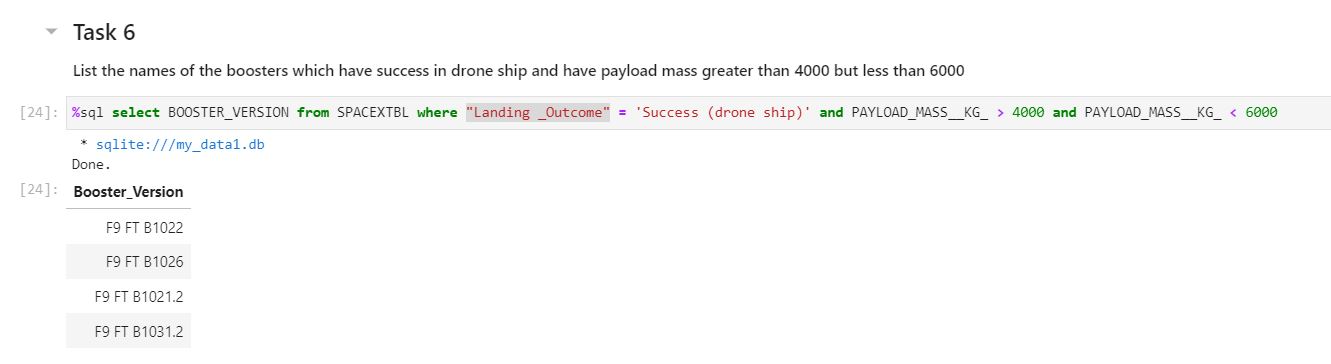 Task 6
List the names of the boosters which have success in drone ship and have payload mass greater than 4000 but less than 6000
[24]: %sql select BOOSTER_VERSION from SPACEXTBL where "Landing _Outcome" = 'Success (drone ship)' and PAYLOAD_MASS__KG_ > 4000 and PAYLOAD_MASS__KG_ < 6000
* sqlite:///my_data1.db
Done.
[24]: Booster_Version
F9 FT B1022
F9 FT B1026
F9 FT B1021.2
F9 FT B1031.2